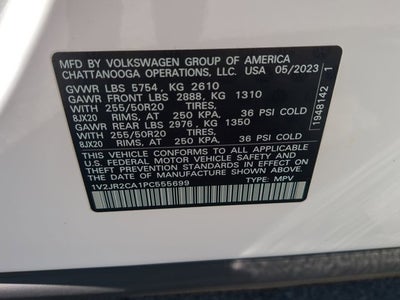 MFD BY VOLKSWAGEN GROUP OF AMERICA
CHATTANOOGA OPERATIONS, LLC. USA 05/2023
GVWR LBS 5754, KG 2610
GAWR FRONT LBS 2888, KG 1310
WITH 255/50R20 TIRES,
8JX20 RIMS, AT 250 KPA, 36 PSI COLD
GAWR REAR LBS 2976, KG 1350
WITH 255/50R20 TIRES,
8JX20 RIMS, AT 250 KPA, 36 PSI COLD
THIS VEHICLE CONFORMS TO ALL APPLICABLE
U.S. FEDERAL MOTOR VEHICLE SAFETY AND
THEFT PREVENTION STANDARDS IN EFFECT ON
THE DATE OF MANUFACTURE SHOWN ABOVE.
1V2JR2CA1PC555699 TYPE: MPV
1948142 1